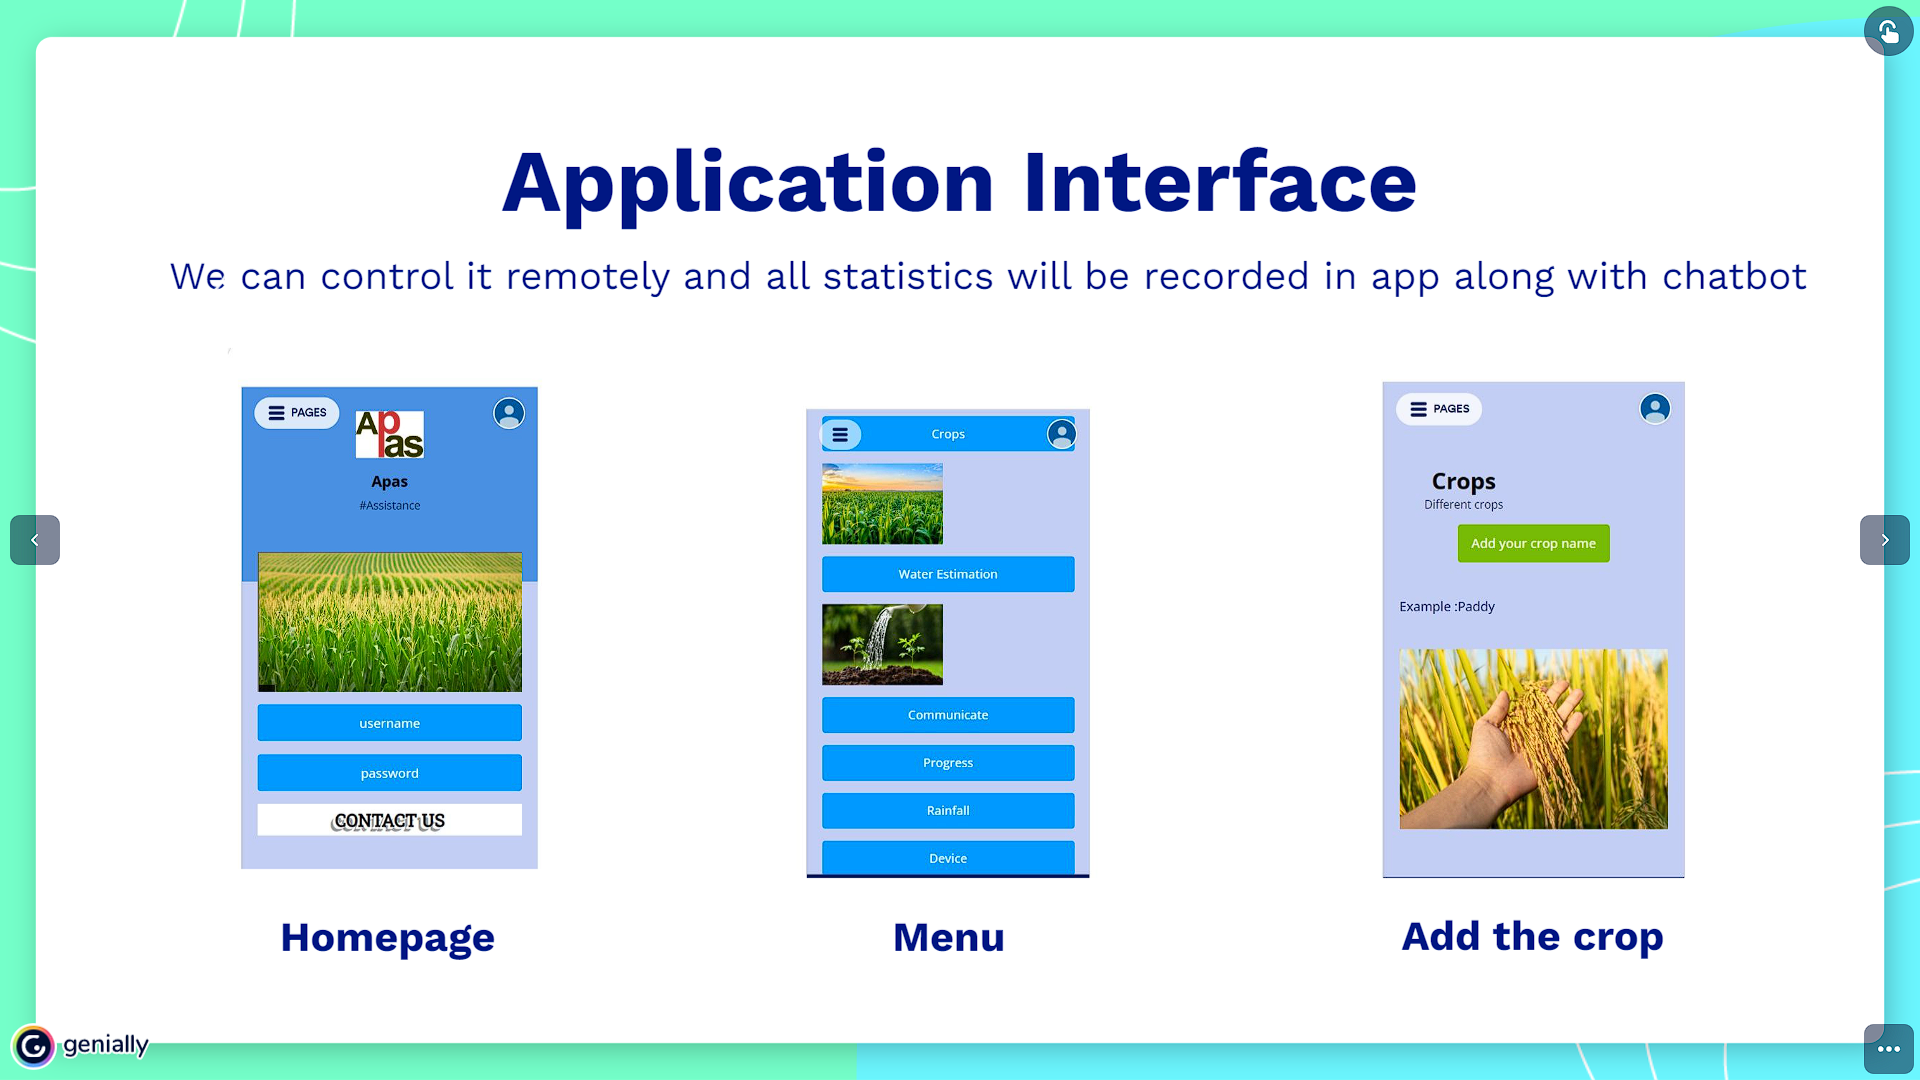 Application Interface
We can control it remotely and all statistics will be recorded in app along with chatbot
PAGES
Apas
Apas
#Assistance
username
password
CONTACT US
Homepage
Crops
Water Estimation
Communicate
Progress
Rainfall
Device
Menu
PAGES
Crops
Different crops
Add your crop name
Example :Paddy
Add the crop
genially